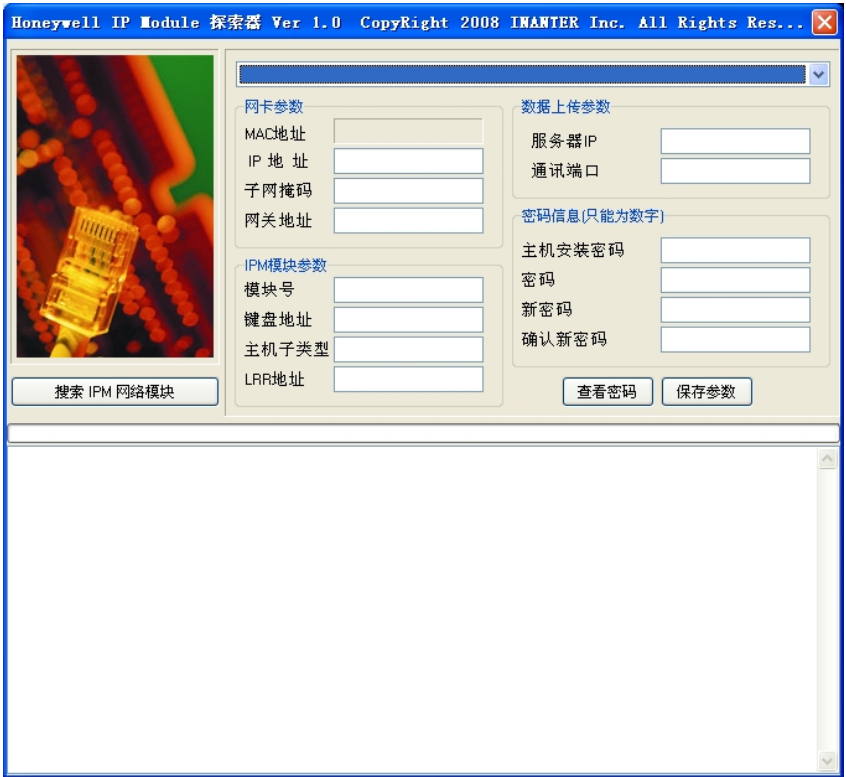 Honeywell IP Module 探索器 Ver 1.0 CopyRight 2008 INANTER Inc. All Rights Res...
网卡参数
MAC地址
IP 地 址
子网掩码
网关地址
IPM模块参数
模块号
键盘地址
主机子类型
LRR地址
数据上传参数
服务器IP
通讯端口
密码信息(只能为数字)
主机安装密码
密码
新密码
确认新密码
搜索 IPM 网络模块
查看密码
保存参数